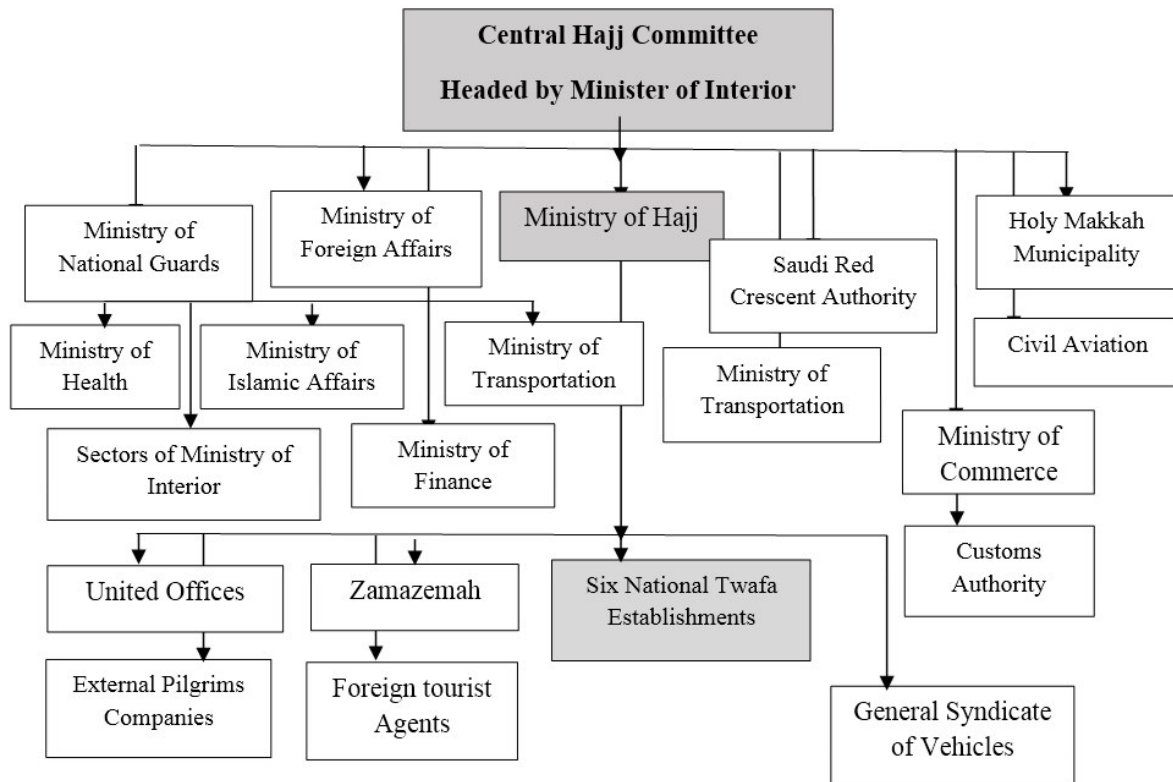 Central Hajj Committee
Headed by Minister of Interior
Ministry of
National Guards
Ministry of
Foreign Affairs
Ministry of Hajj
Saudi Red
Crescent Authority
Holy Makkah
Municipality
Ministry of
Health
Ministry of
Islamic Affairs
Ministry of
Transportation
Ministry of
Transportation
Civil Aviation
Sectors of Ministry of
Interior
Ministry of
Finance
Ministry of
Commerce
Customs
Authority
United Offices
Zamazemah
Six National Twafa
Establishments
External Pilgrims
Companies
Foreign tourist
Agents
General Syndicate
of Vehicles